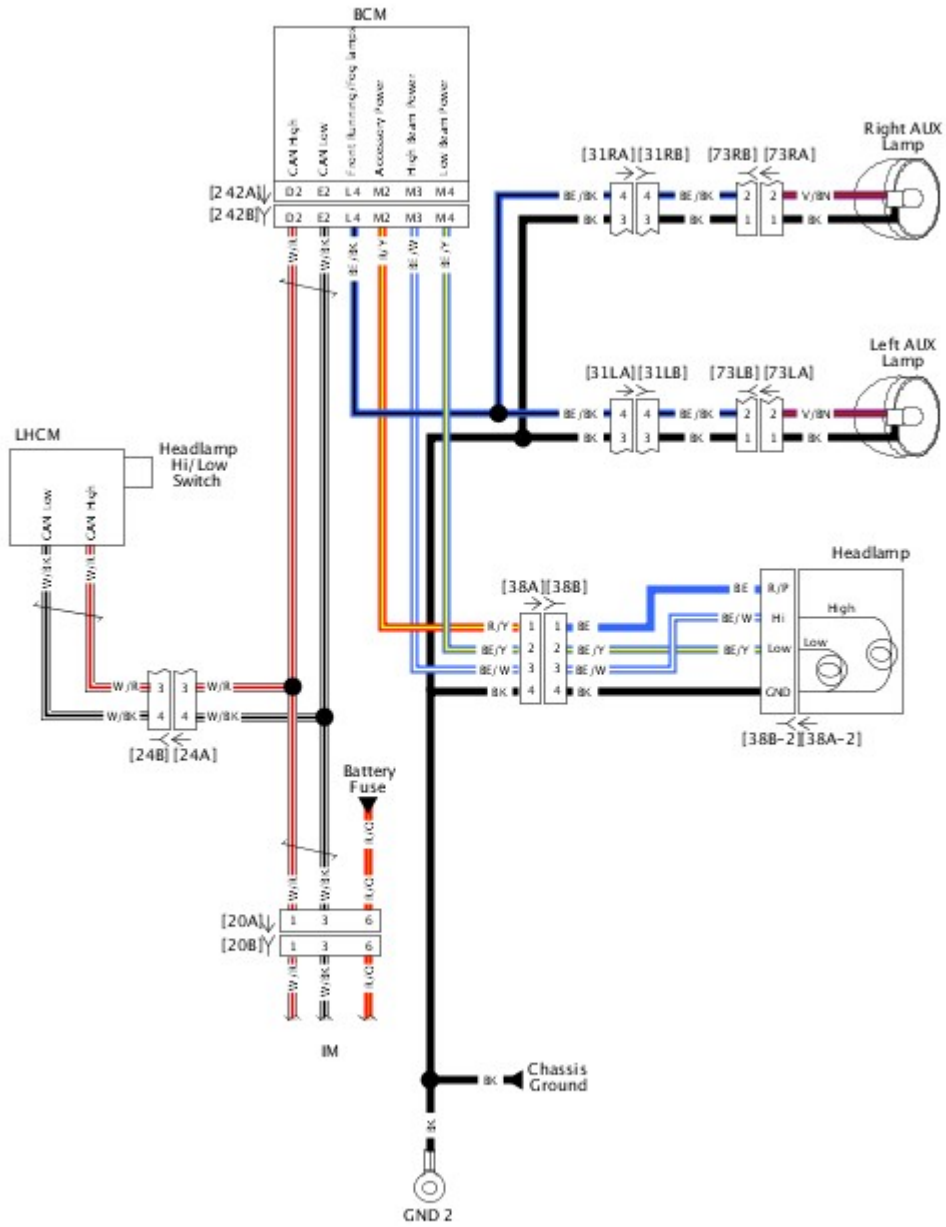 BCM
CAN High
CAN Low
Front Running/Fog lamps
Accessory Power
High Beam Power
Low Beam Power
[242A] D2 E2 L4 M2 M3 M4
[242B] D2 E2 L4 M2 M3 M4
W/R W/BK BE/BK R/Y BE/W BE/Y
Right AUX
Lamp
[31RA][31RB] [73RB] [73RA]
BE/BK 4 4 BE/BK 2 2 V/BN
BK 3 3 BK 1 1 BK
Left AUX
Lamp
[31LA][31LB] [73LB] [73LA]
BE/BK 4 4 BE/BK 2 2 V/BN
BK 3 3 BK 1 1 BK
LHCM
Headlamp
Hi/Low
Switch
CAN Low
CAN High
W/BK W/R
W/R 3 3 W/R
W/BK 4 4 W/BK
[24B] [24A]
Headlamp
[38A] [38B]
R/Y 1 1 BE
BE/Y 2 2 BE/Y
BE/W 3 3 BE/W
BK 4 4 BK
BE R/P
BE/W Hi
BE/Y Low
GND
High
Low
[38B-2][38A-2]
Battery
Fuse
R/O
W/R W/BK R/O
[20A] 1 3 6
[20B] 1 3 6
W/R W/BK R/O
IM
BK
Chassis
Ground
BK
GND 2